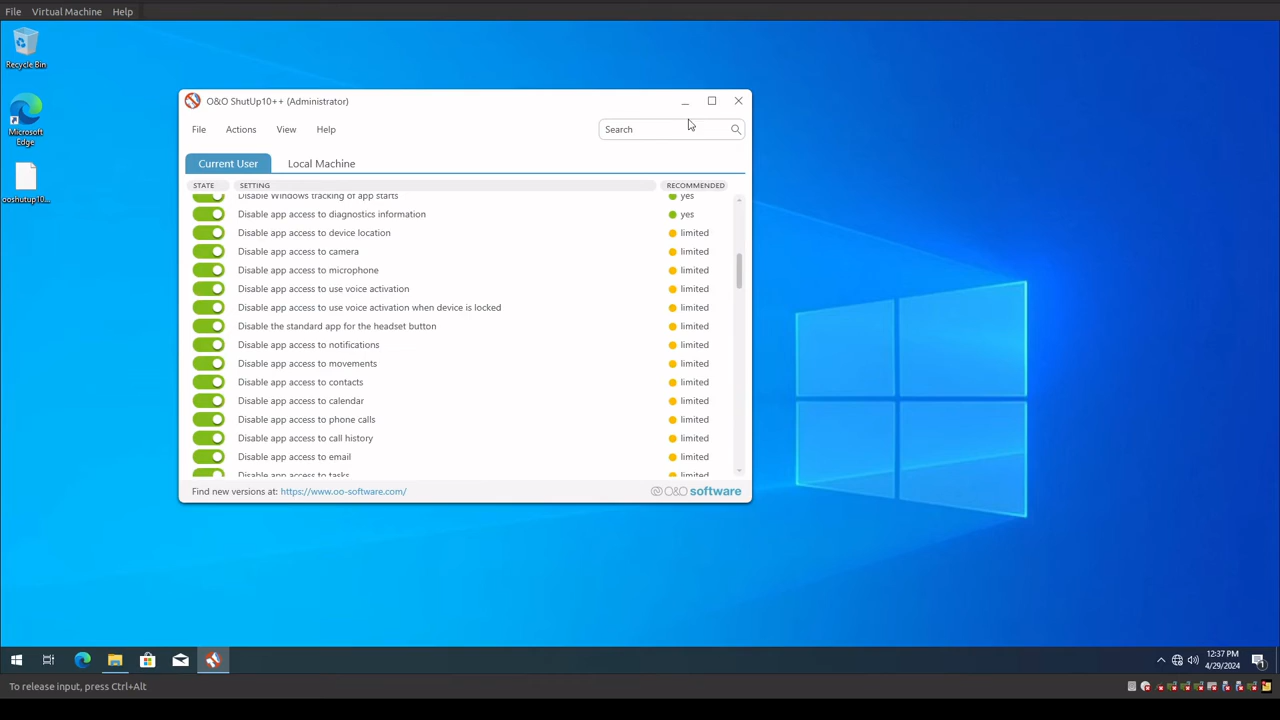 File Virtual Machine Help
Recycle Bin
Microsoft
Edge
ooshutup10...
O&O ShutUp10++ (Administrator)
File Actions View Help
Search
Current User Local Machine
STATE SETTING RECOMMENDED
Disable Windows tracking of app starts yes
Disable app access to diagnostics information yes
Disable app access to device location limited
Disable app access to camera limited
Disable app access to microphone limited
Disable app access to use voice activation limited
Disable app access to use voice activation when device is locked limited
Disable the standard app for the headset button limited
Disable app access to notifications limited
Disable app access to movements limited
Disable app access to contacts limited
Disable app access to calendar limited
Disable app access to phone calls limited
Disable app access to call history limited
Disable app access to email limited
Disable app access to tasks limited
Find new versions at: https://www.oo-software.com/ O&O software
12:37 PM
4/29/2024
1
To release input, press Ctrl+Alt